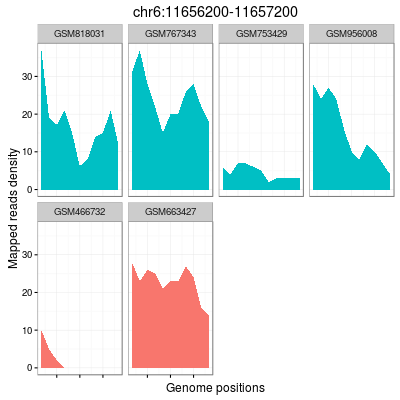 chr6:11656200-11657200
GSM818031 GSM767343 GSM753429 GSM956008
30
20
10
0
Mapped reads density
GSM466732 GSM663427
30
20
10
0
Genome positions